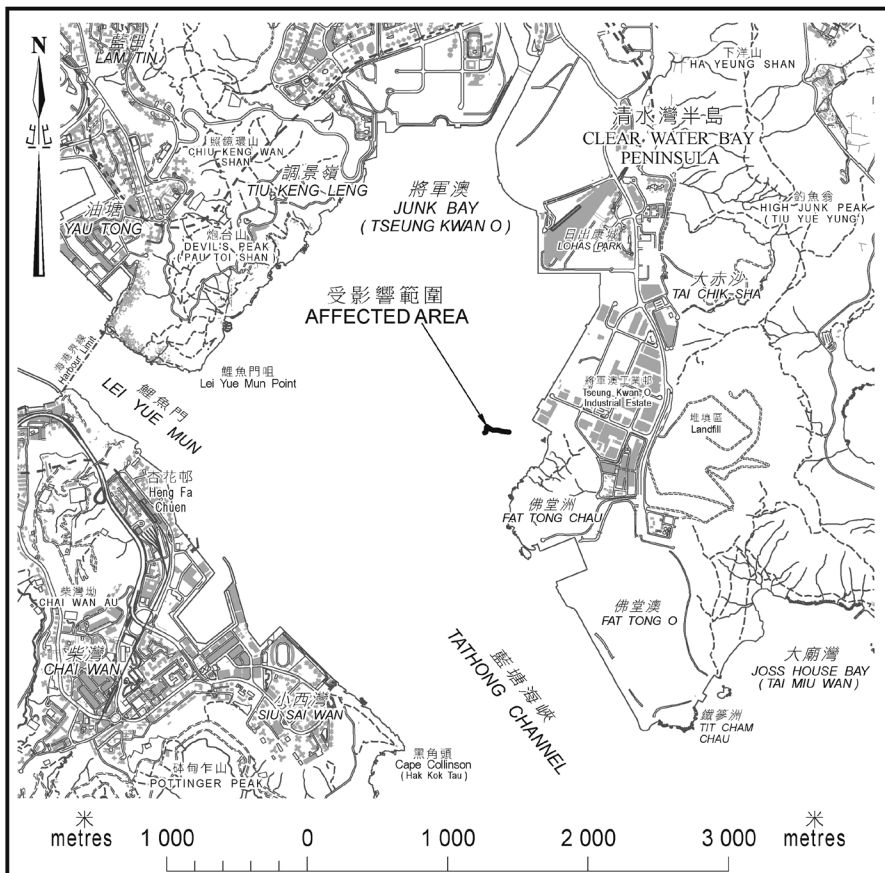 N
北
藍田
LAM TIN
照鏡環山
CHIU KENG WAN
SHAN
調景嶺
TIU KENG LENG
油塘
YAU TONG
炮台山
DEVIL'S PEAK
(PAU TOI SHAN)
將軍澳
JUNK BAY
(TSEUNG KWAN O)
下洋山
HA YEUNG SHAN
清水灣半島
CLEAR WATER BAY
PENINSULA
釣魚翁
HIGH JUNK PEAK
(TIU YUE YUNG)
日出康城
LOHAS PARK
大赤沙
TAI CHIK SHA
受影響範圍
AFFECTED AREA
海港界線
Harbour Limit
鯉魚門咀
Lei Yue Mun Point
鯉魚門
LEI YUE MUN
將軍澳工業邨
Tseung Kwan O
Industrial Estate
堆填區
Landfill
杏花邨
Heng Fa
Chuen
佛堂洲
FAT TONG CHAU
柴灣坳
CHAI WAN AU
柴灣
CHAI WAN
佛堂澳
FAT TONG O
藍塘海峽
TATHONG CHANNEL
大廟灣
JOSS HOUSE BAY
(TAI MIU WAN)
小西灣
SIU SAI WAN
鐵篸洲
TIT CHAM
CHAU
黑角頭
Cape Collinson
(Hak Kok Tau)
砵甸乍山
POTTINGER PEAK
米
metres
1 000
0
1 000
2 000
3 000
米
metres